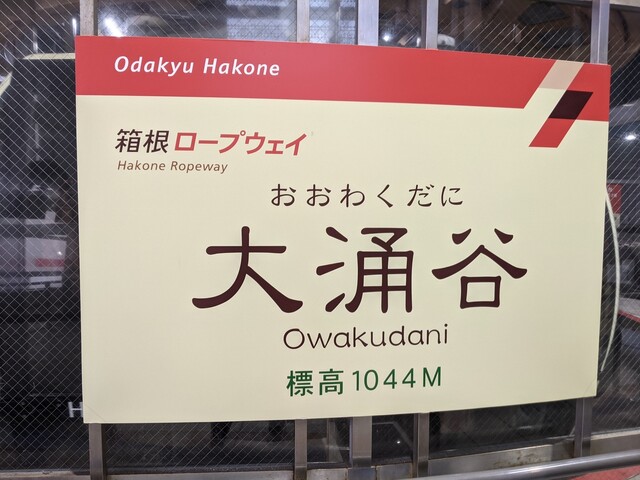 Odakyu Hakone
箱根ロープウェイ
Hakone Ropeway
おおわくだに
大涌谷
Owakudani
標高1044M
H